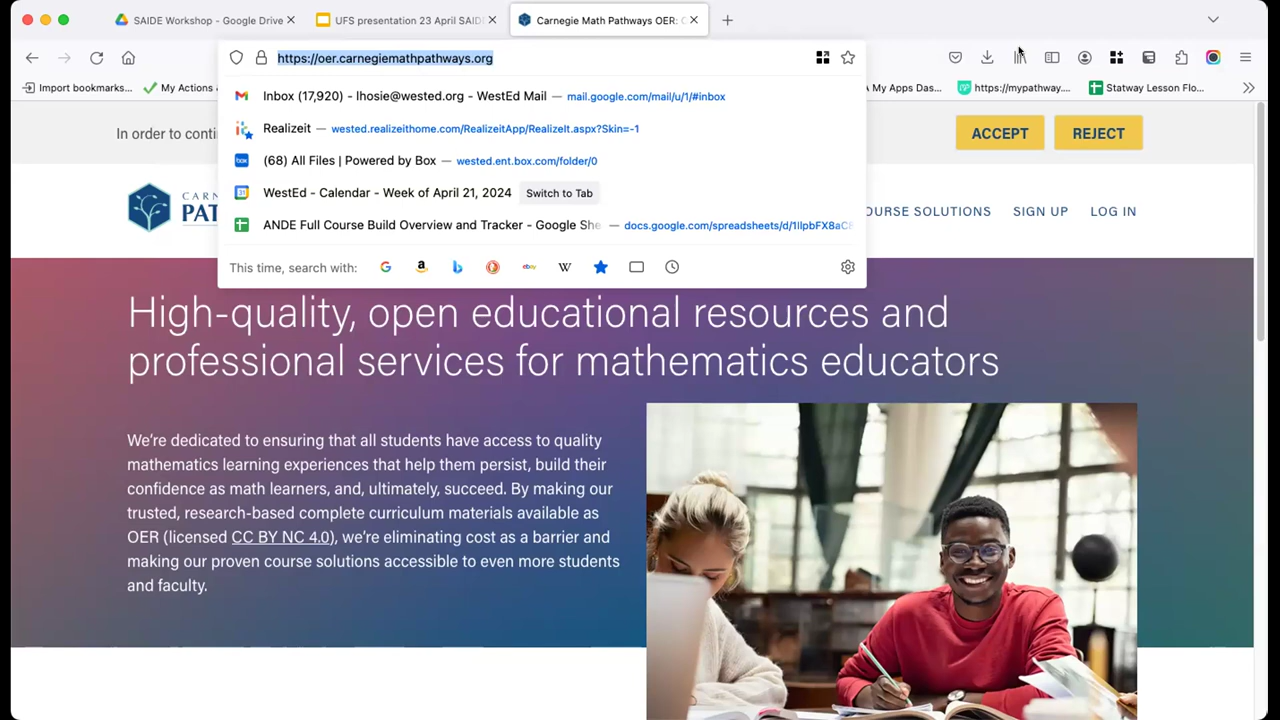 SAIDE Workshop - Google Drive
UFS presentation 23 April SAID
Carnegie Math Pathways OER: C
https://oer.carnegiemathpathways.org
Import bookmarks...
My Actions
My Apps Das...
https://mypathway....
Statway Lesson Flo...
Inbox (17,920) - lhosie@wested.org - WestEd Mail — mail.google.com/mail/u/1/#inbox
Realizeit — wested.realizeithome.com/RealizeitApp/RealizeIt.aspx?Skin=-1
(68) All Files | Powered by Box — wested.ent.box.com/folder/0
WestEd - Calendar - Week of April 21, 2024 Switch to Tab
ANDE Full Course Build Overview and Tracker - Google She — docs.google.com/spreadsheets/d/
This time, search with:
In order to conti
ACCEPT
REJECT
CARN
PAT
OURSE SOLUTIONS
SIGN UP
LOG IN
High-quality, open educational resources and
professional services for mathematics educators
We're dedicated to ensuring that all students have access to quality
mathematics learning experiences that help them persist, build their
confidence as math learners, and, ultimately, succeed. By making our
trusted, research-based complete curriculum materials available as
OER (licensed CC BY NC 4.0), we're eliminating cost as a barrier and
making our proven course solutions accessible to even more students
and faculty.